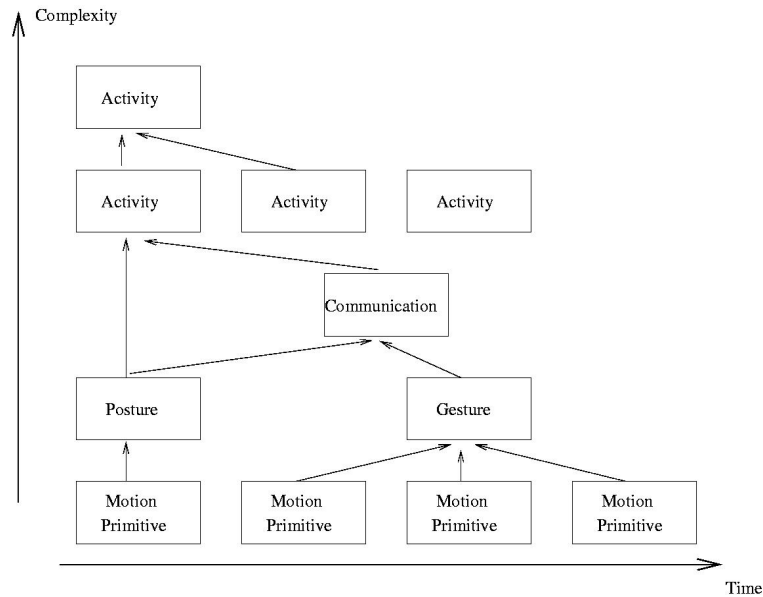 Complexity
Activity
Activity
Activity
Activity
Communication
Posture
Gesture
Motion
Primitive
Motion
Primitive
Motion
Primitive
Motion
Primitive
Time